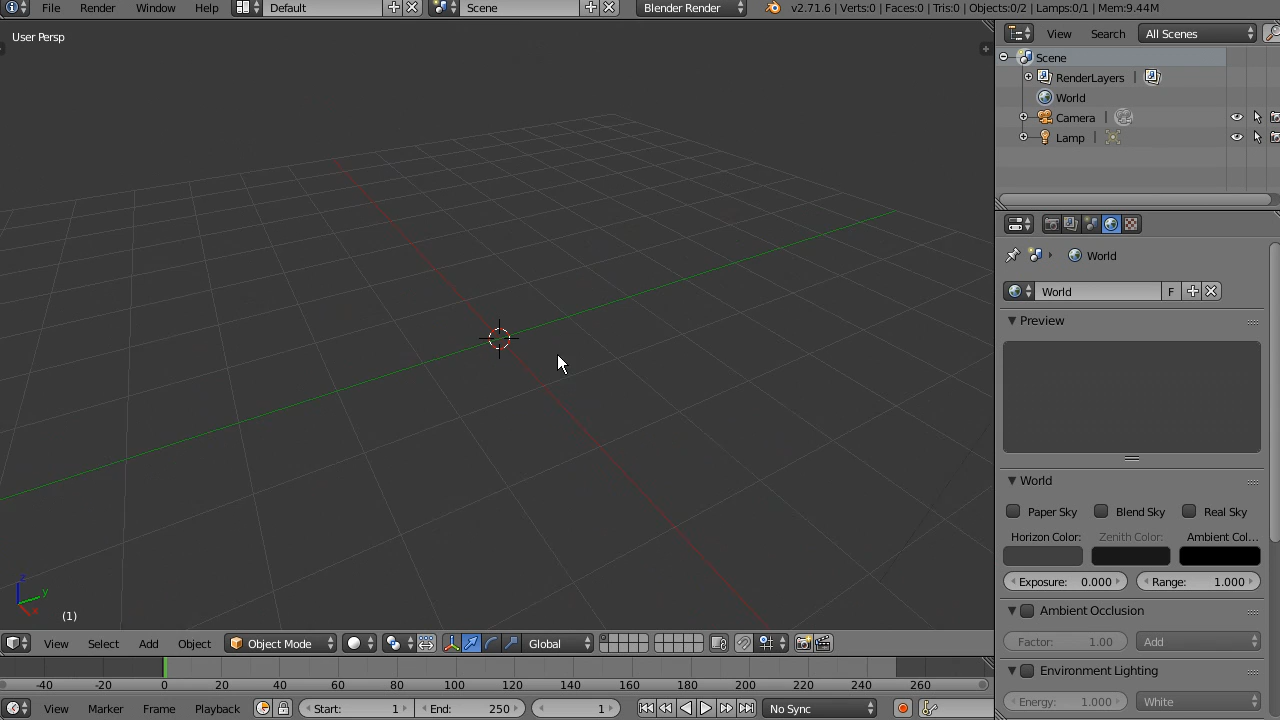 File Render Window Help Default Scene Blender Render v2.71.6 | Verts:0 | Faces:0 | Tris:0 | Objects:0/2 | Lamps:0/1 | Mem:9.44M
User Persp
View Search All Scenes
Scene
RenderLayers |
World
Camera |
Lamp |
World
World F
Preview
World
Paper Sky Blend Sky Real Sky
Horizon Color: Zenith Color: Ambient Col...
Exposure: 0.000 Range: 1.000
Ambient Occlusion
Factor: 1.00 Add
Environment Lighting
Energy: 1.000 White
z
y
x
(1)
View Select Add Object Object Mode Global
-40 -20 0 20 40 60 80 100 120 140 160 180 200 220 240 260
View Marker Frame Playback Start: 1 End: 250 1 No Sync